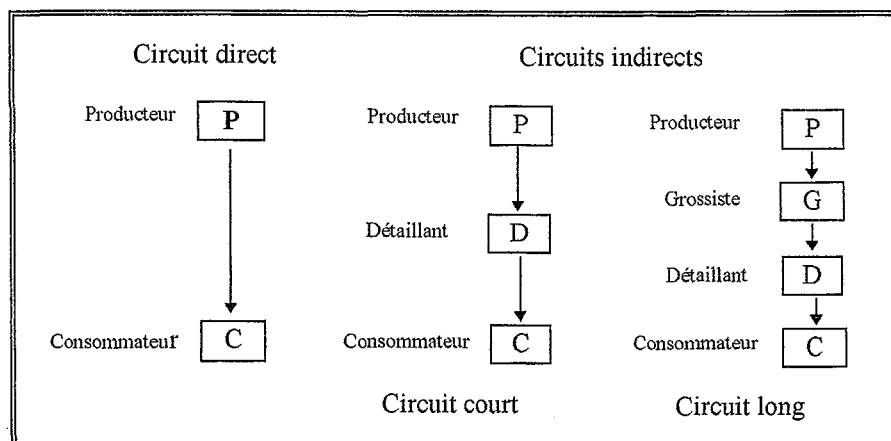 Circuit direct
Circuits indirects
Producteur P
Consommateur C
Producteur P
Détaillant D
Consommateur C
Circuit court
Producteur P
Grossiste G
Détaillant D
Consommateur C
Circuit long